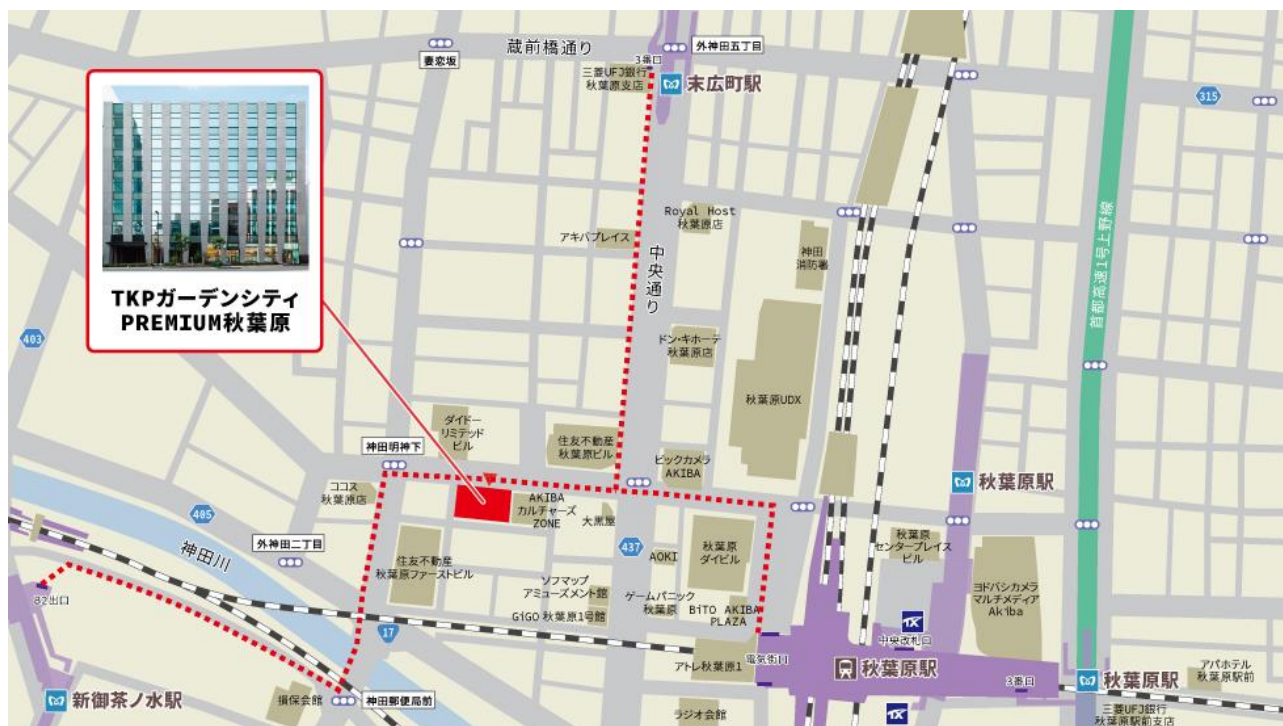 蔵前橋通り
外神田五丁目
妻恋坂
3番口
三菱UFJ銀行
秋葉原支店
末広町駅
315
TKPガーデンシティ
PREMIUM秋葉原
403
Royal Host
秋葉原店
アキバプレイス
中央通り
神田
消防署
首都高速1号上野線
ドン・キホーテ
秋葉原店
秋葉原UDX
ダイドー
リミテッド
ビル
住友不動産
秋葉原ビル
ビックカメラ
AKIBA
神田明神下
ココス
秋葉原店
405
神田川
外神田二丁目
AKIBA
カルチャーズ
ZONE
大黒屋
437
秋葉原駅
秋葉原
ダイビル
AOKI
秋葉原
センタープレイス
ビル
住友不動産
秋葉原ファーストビル
ソフマップ
アミューズメント館
GiGO 秋葉原1号館
ゲームパニック
秋葉原
BiTO AKIBA
PLAZA
ヨドバシカメラ
マルチメディア
Akiba
B2出口
17
TX
中央改札口
電気街口
アトレ秋葉原1
秋葉原駅
3番口
秋葉原駅
アパホテル
秋葉原駅前
新御茶ノ水駅
損保会館
神田郵便局前
ラジオ会館
TX
三菱UFJ銀行
秋葉原駅前支店